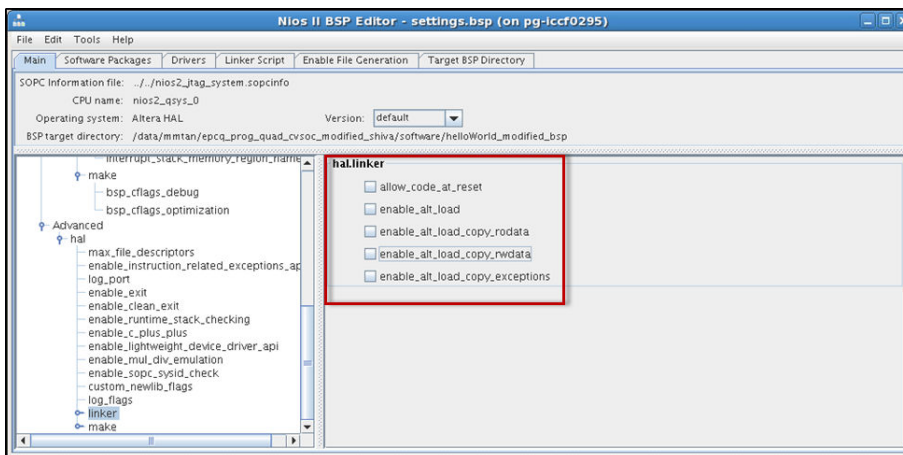 Nios II BSP Editor - settings.bsp (on pg-iccf0295)
File Edit Tools Help
Main Software Packages Drivers Linker Script Enable File Generation Target BSP Directory
SOPC Information file: ../../nios2_jtag_system.sopcinfo
CPU name: nios2_qsys_0
Operating system: Altera HAL Version: default
BSP target directory: /data/mmtan/epcq_prog_quad_cvsoc_modified_shiva/software/helloWorld_modified_bsp
interrupt_stack_memory_region_name
make
bsp_cflags_debug
bsp_cflags_optimization
Advanced
hal
max_file_descriptors
enable_instruction_related_exceptions_ap
log_port
enable_exit
enable_clean_exit
enable_runtime_stack_checking
enable_c_plus_plus
enable_lightweight_device_driver_api
enable_mul_div_emulation
enable_sopc_sysid_check
custom_newlib_flags
log_flags
linker
make
hal.linker
allow_code_at_reset
enable_alt_load
enable_alt_load_copy_rodata
enable_alt_load_copy_rwdata
enable_alt_load_copy_exceptions